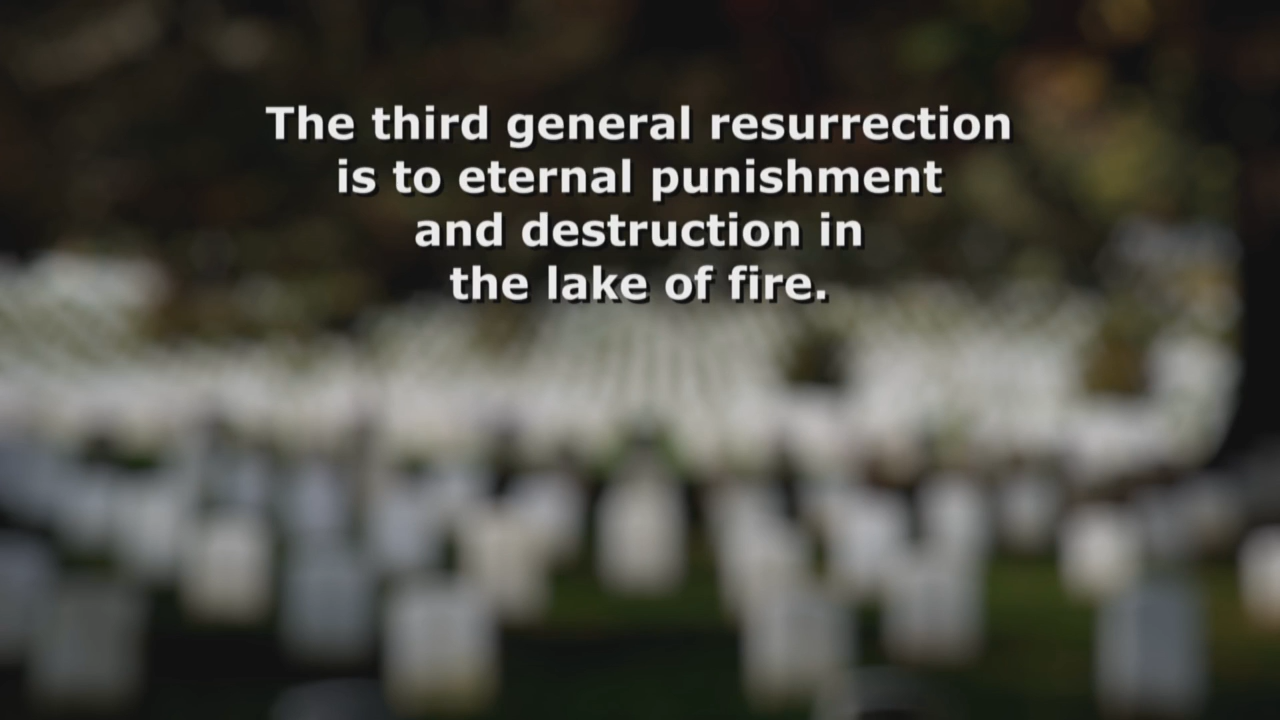 The third general resurrection
is to eternal punishment
and destruction in
the lake of fire.